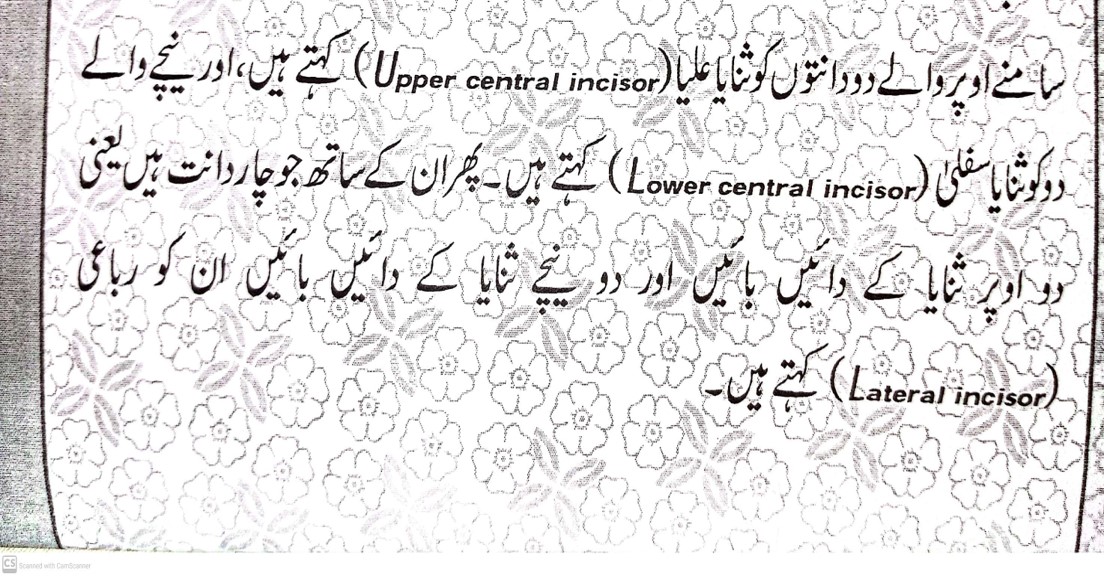 سامنے اوپر والے دو دانتوں کو ثنایا علیا (Upper central incisor) کہتے ہیں، اور نیچے والے
دو کو ثنایا سفلیٰ (Lower central incisor) کہتے ہیں۔ پھر ان کے ساتھ جو چار دانت ہیں یعنی
دو اوپر ثنایا کے دائیں بائیں اور دو نیچے ثنایا کے دائیں بائیں ان کو رباعی
(Lateral incisor) کہتے ہیں۔
CS Scanned with CamScanner